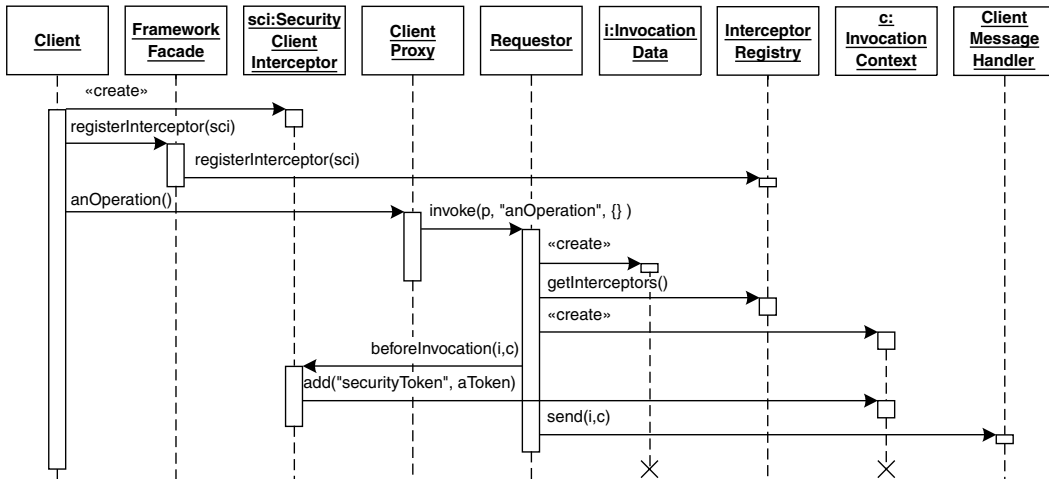 Client
Framework
Facade
sci:Security
Client
Interceptor
Client
Proxy
Requestor
i:Invocation
Data
Interceptor
Registry
c:
Invocation
Context
Client
Message
Handler
«create»
registerInterceptor(sci)
registerInterceptor(sci)
anOperation()
invoke(p, "anOperation", {} )
«create»
getInterceptors()
«create»
beforeInvocation(i,c)
add("securityToken", aToken)
send(i,c)